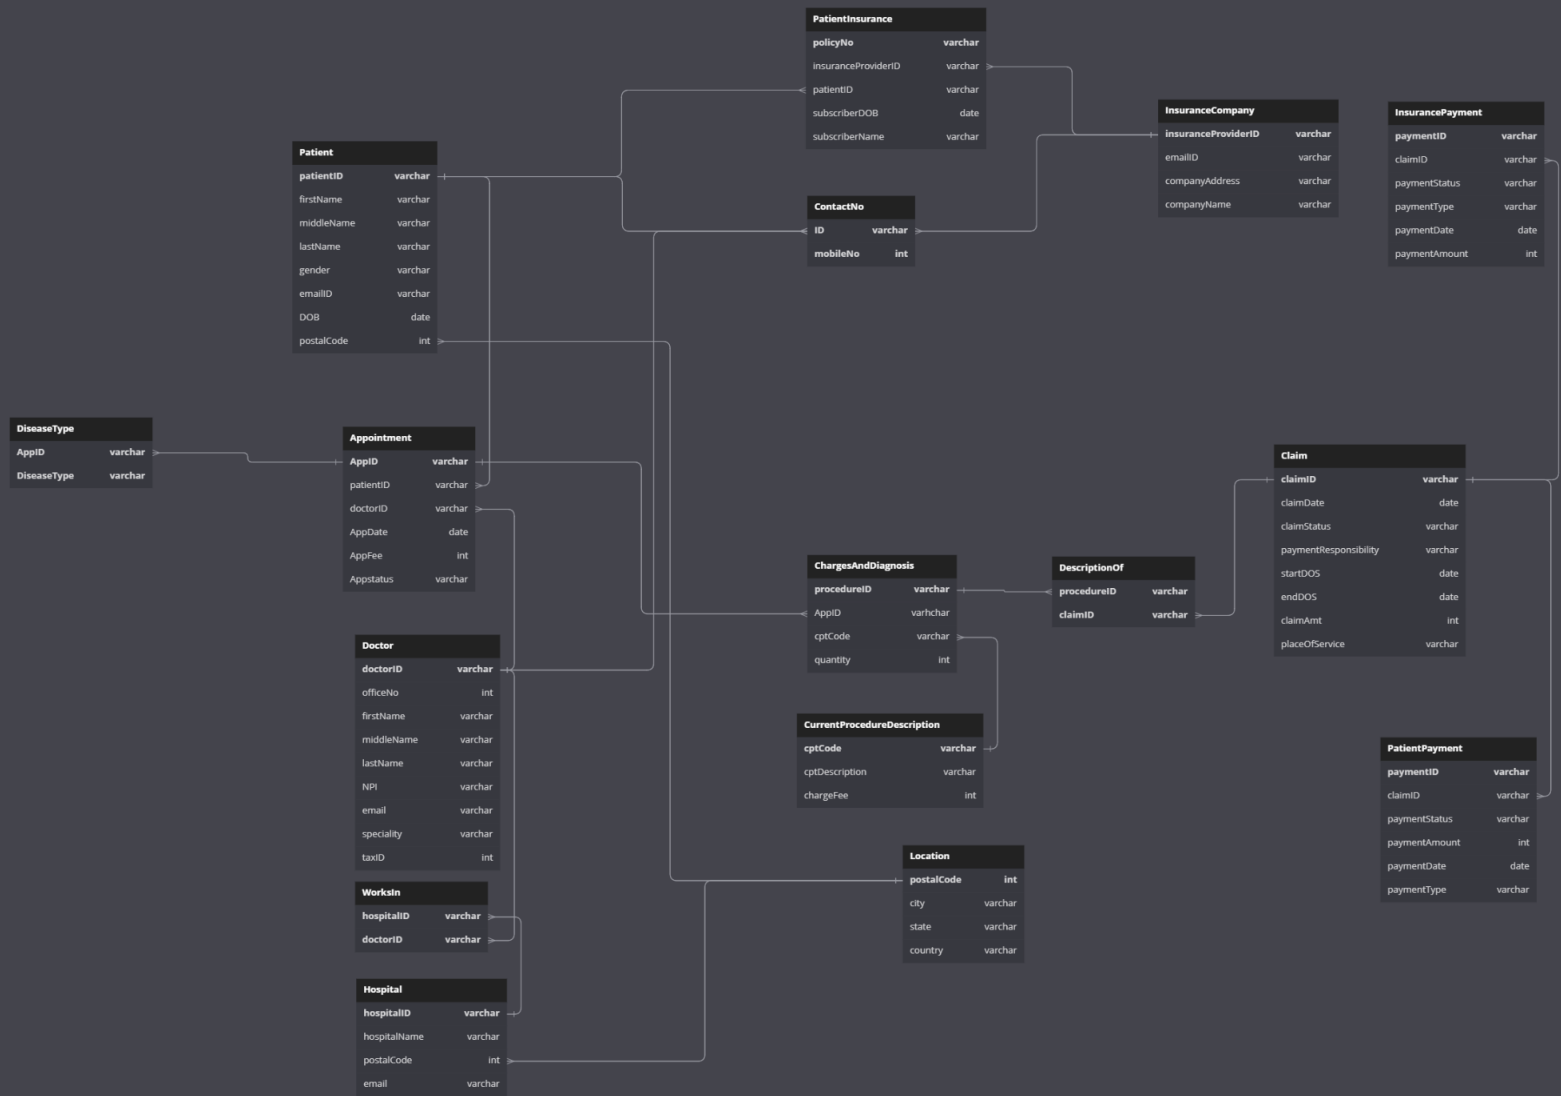 PatientInsurance
policyNo varchar
insuranceProviderID varchar
patientID varchar
subscriberDOB date
subscriberName varchar
InsuranceCompany
insuranceProviderID varchar
emailID varchar
companyAddress varchar
companyName varchar
InsurancePayment
paymentID varchar
claimID varchar
paymentStatus varchar
paymentType varchar
paymentDate date
paymentAmount int
Patient
patientID varchar
firstName varchar
middleName varchar
lastName varchar
gender varchar
emailID varchar
DOB date
postalCode int
ContactNo
ID varchar
mobileNo int
DiseaseType
AppID varchar
DiseaseType varchar
Appointment
AppID varchar
patientID varchar
doctorID varchar
AppDate date
AppFee int
Appstatus varchar
Claim
claimID varchar
claimDate date
claimStatus varchar
paymentResponsibility varchar
startDOS date
endDOS date
claimAmt int
placeOfService varchar
ChargesAndDiagnosis
procedureID varchar
AppID varhchar
cptCode varchar
quantity int
DescriptionOf
procedureID varchar
claimID varchar
Doctor
doctorID varchar
officeNo int
firstName varchar
middleName varchar
lastName varchar
NPI varchar
email varchar
speciality varchar
taxID int
CurrentProcedureDescription
cptCode varchar
cptDescription varchar
chargeFee int
PatientPayment
paymentID varchar
claimID varchar
paymentStatus varchar
paymentAmount int
paymentDate date
paymentType varchar
Location
postalCode int
city varchar
state varchar
country varchar
WorksIn
hospitalID varchar
doctorID varchar
Hospital
hospitalID varchar
hospitalName varchar
postalCode int
email varchar